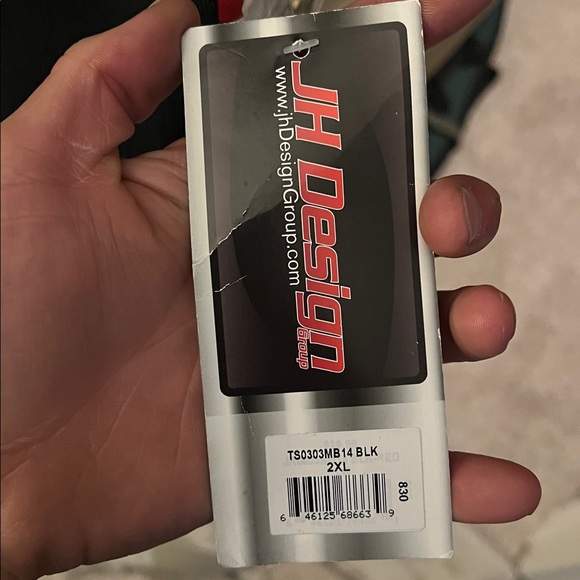 JH Design
Group
www.jhDesignGroup.com
TS0303MB14 BLK
2XL
830
6 46125 68663 9